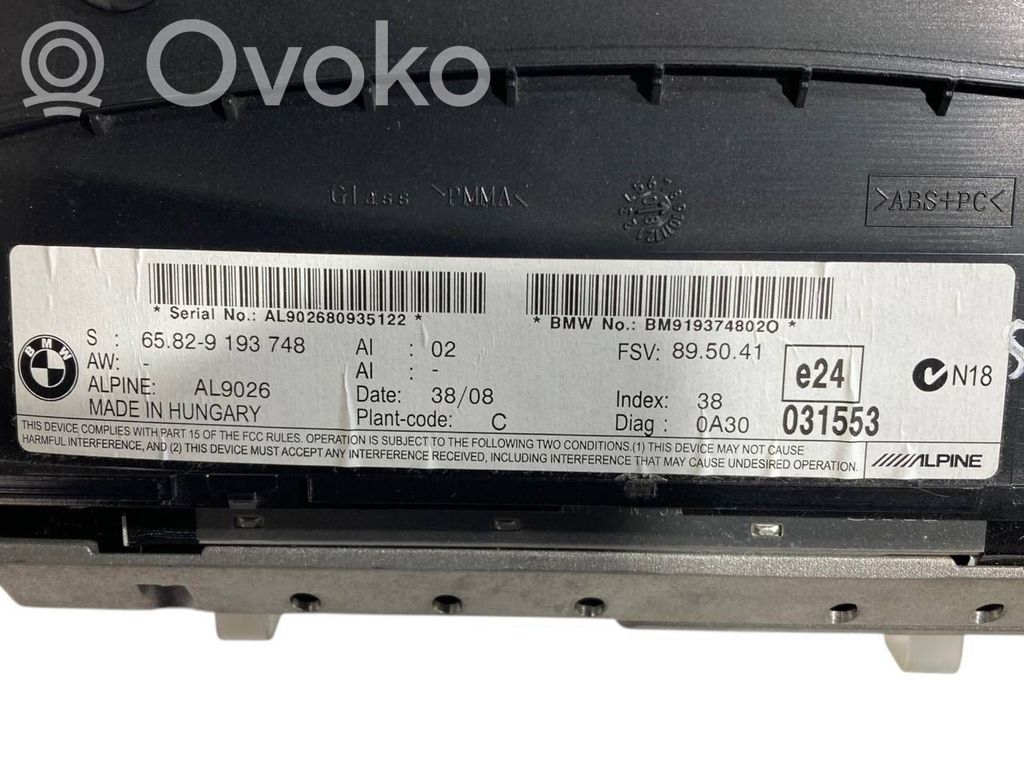 Ovoko
Glass >PMMA<
>ABS+PC<
* Serial No.: AL902680935122 *
* BMW No.: BM919374802O *
BMW
S : 65.82-9 193 748
AW: -
ALPINE: AL9026
MADE IN HUNGARY
AI : 02
AI : -
Date: 38/08
Plant-code: C
FSV: 89.50.41
Index: 38
Diag : 0A30
e24
031553
N18
THIS DEVICE COMPLIES WITH PART 15 OF THE FCC RULES. OPERATION IS SUBJECT TO THE FOLLOWING TWO CONDITIONS.(1) THIS DEVICE MAY NOT CAUSE
HARMFUL INTERFERENCE, AND (2) THIS DEVICE MUST ACCEPT ANY INTERFERENCE RECEIVED, INCLUDING INTERFERENCE THAT MAY CAUSE UNDESIRED OPERATION.
ALPINE